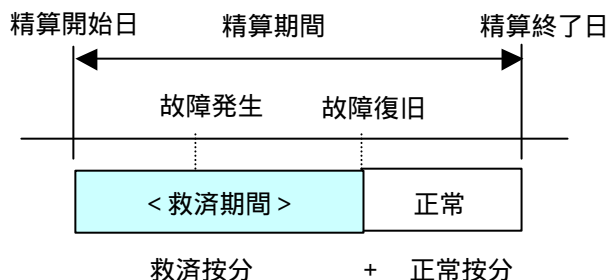 精算開始日 精算期間 精算終了日
故障発生 故障復旧
＜救済期間＞ 正常
救済按分 + 正常按分